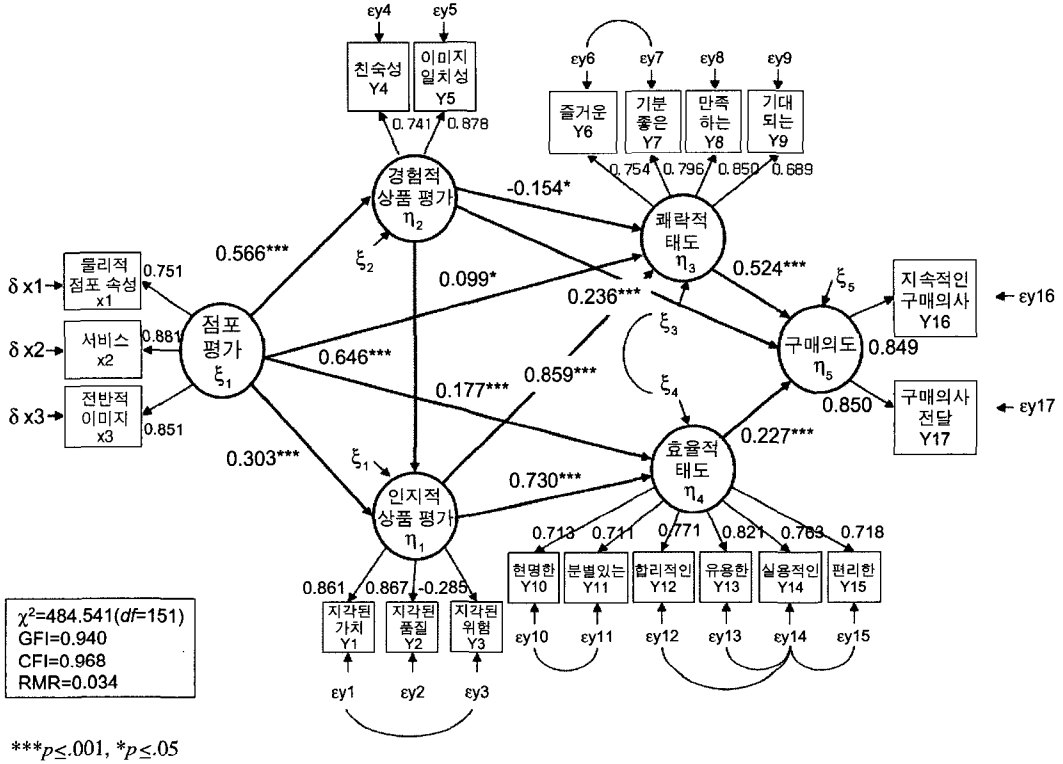 εy4
εy5
친숙성
Y4
이미지
일치성
Y5
0.741
0.878
εy6
εy7
εy8
εy9
즐거운
Y6
기분
좋은
Y7
만족
하는
Y8
기대
되는
Y9
0.754
0.796
0.850
0.689
경험적
상품 평가
η2
ξ2
-0.154*
쾌락적
태도
η3
0.566***
0.099*
0.236***
0.524***
ξ3
ξ5
δ x1
물리적
점포 속성
x1
0.751
δ x2
서비스
x2
0.881
δ x3
전반적
이미지
x3
0.851
점포
평가
ξ1
0.646***
0.177***
0.859***
ξ4
구매의도
η5
0.849
0.850
지속적인
구매의사
Y16
εy16
구매의사
전달
Y17
εy17
0.303***
ξ1
인지적
상품 평가
η1
0.730***
효율적
태도
η4
0.227***
0.713
0.711
0.771
0.821
0.763
0.718
현명한
Y10
분별있는
Y11
합리적인
Y12
유용한
Y13
실용적인
Y14
편리한
Y15
εy10
εy11
εy12
εy13
εy14
εy15
0.861
0.867
-0.285
지각된
가치
Y1
지각된
품질
Y2
지각된
위험
Y3
εy1
εy2
εy3
χ²=484.541(df=151)
GFI=0.940
CFI=0.968
RMR=0.034
***p≤.001, *p≤.05